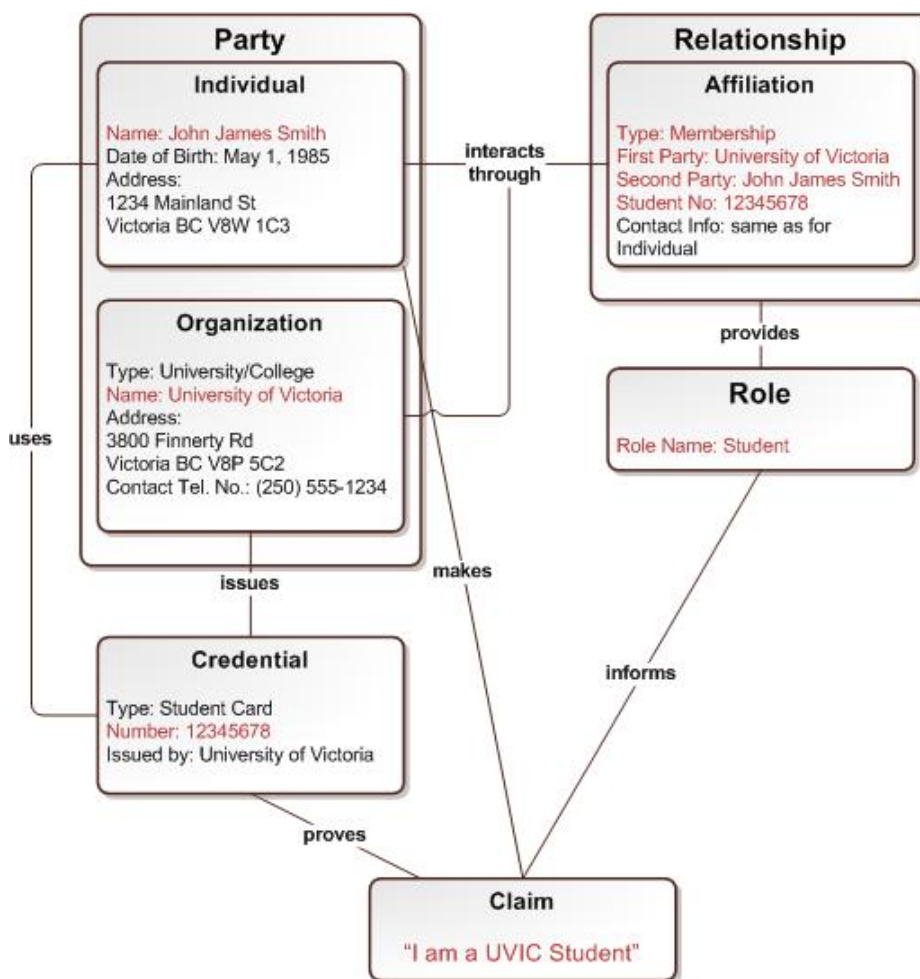 Party
Individual
Name: John James Smith
Date of Birth: May 1, 1985
Address:
1234 Mainland St
Victoria BC V8W 1C3
Organization
Type: University/College
Name: University of Victoria
Address:
3800 Finnerty Rd
Victoria BC V8P 5C2
Contact Tel. No.: (250) 555-1234
interacts
through
Relationship
Affiliation
Type: Membership
First Party: University of Victoria
Second Party: John James Smith
Student No: 12345678
Contact Info: same as for
Individual
provides
Role
Role Name: Student
uses
issues
makes
informs
Credential
Type: Student Card
Number: 12345678
Issued by: University of Victoria
proves
Claim
“I am a UVIC Student”